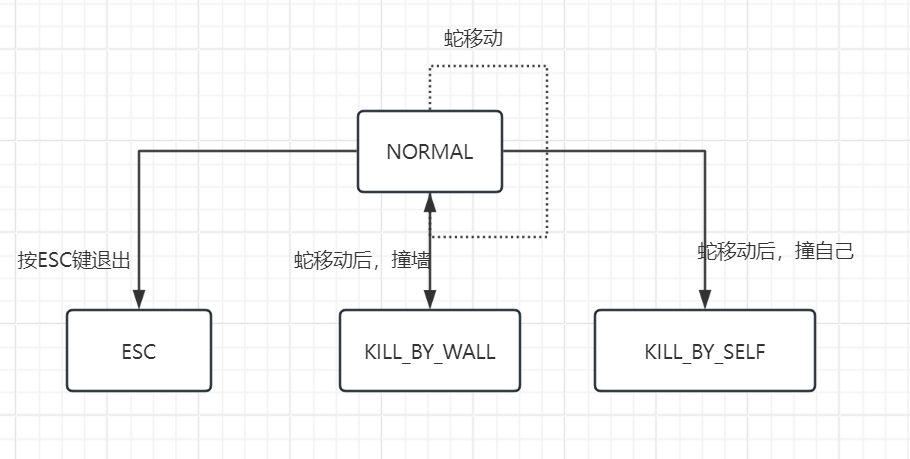 蛇移动
NORMAL
按ESC键退出
蛇移动后，撞墙
蛇移动后，撞自己
ESC
KILL_BY_WALL
KILL_BY_SELF